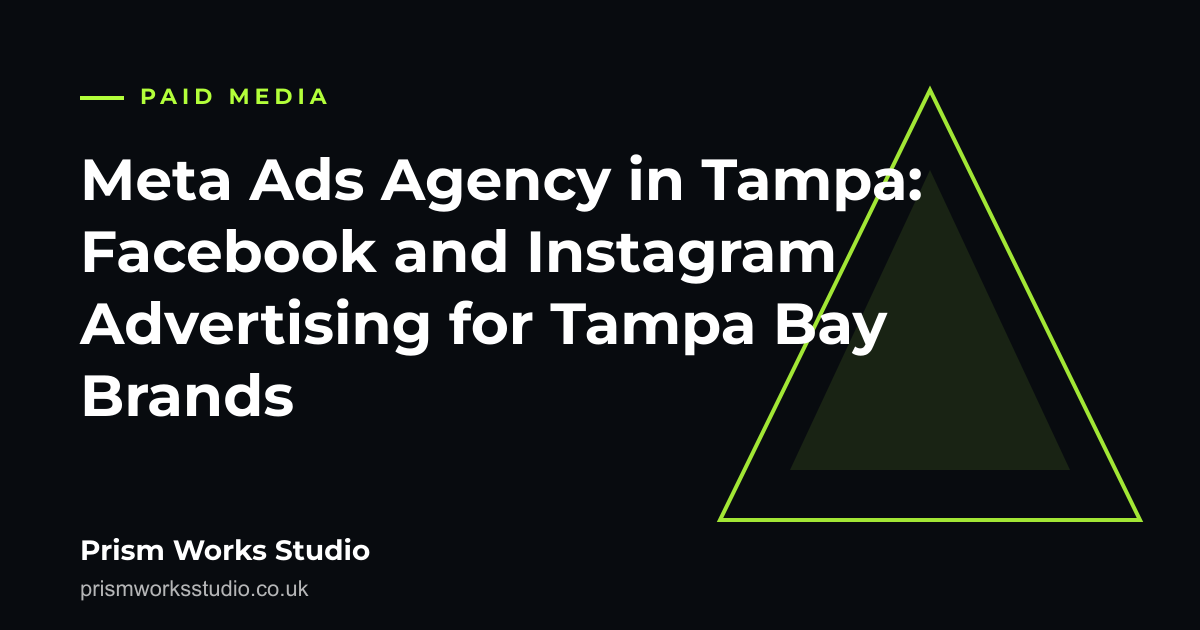 PAID MEDIA
Meta Ads Agency in Tampa:
Facebook and Instagram
Advertising for Tampa Bay
Brands
Prism Works Studio
prismworksstudio.co.uk